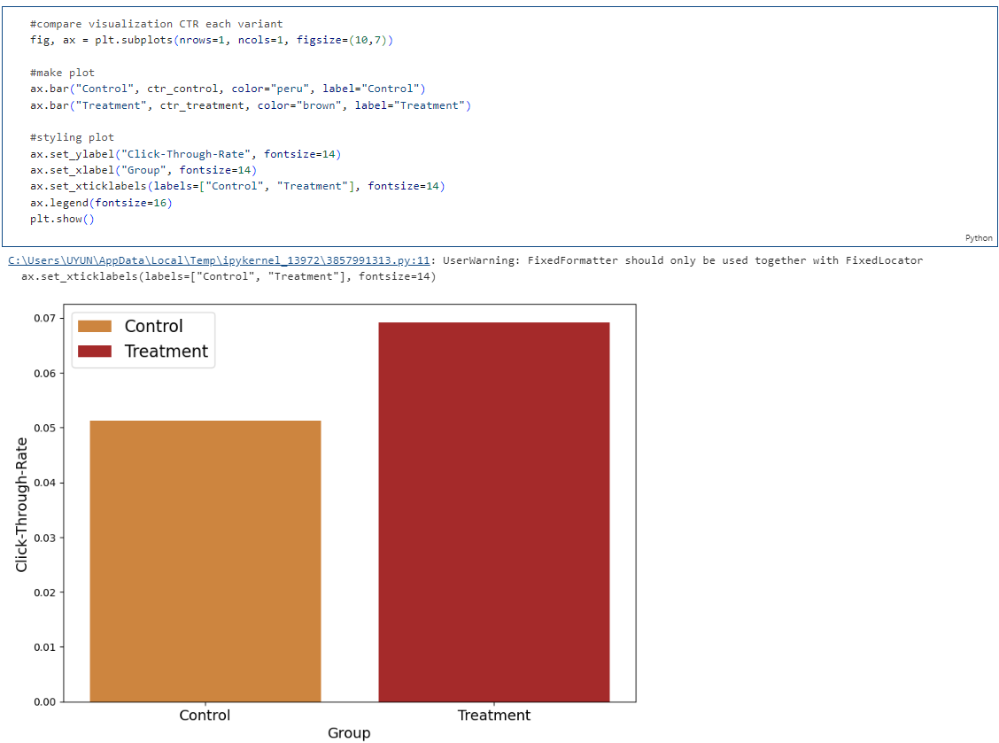 #compare visualization CTR each variant
fig, ax = plt.subplots(nrows=1, ncols=1, figsize=(10,7))
#make plot
ax.bar("Control", ctr_control, color="peru", label="Control")
ax.bar("Treatment", ctr_treatment, color="brown", label="Treatment")
#styling plot
ax.set_ylabel("Click-Through-Rate", fontsize=14)
ax.set_xlabel("Group", fontsize=14)
ax.set_xticklabels(labels=["Control", "Treatment"], fontsize=14)
ax.legend(fontsize=16)
plt.show()
Python
C:\Users\UYUN\AppData\Local\Temp\ipykernel_13972\3857991313.py:11: UserWarning: FixedFormatter should only be used together with FixedLocator
ax.set_xticklabels(labels=["Control", "Treatment"], fontsize=14)
Control
Treatment
0.07
0.06
0.05
0.04
0.03
0.02
0.01
0.00
Click-Through-Rate
Control
Treatment
Group